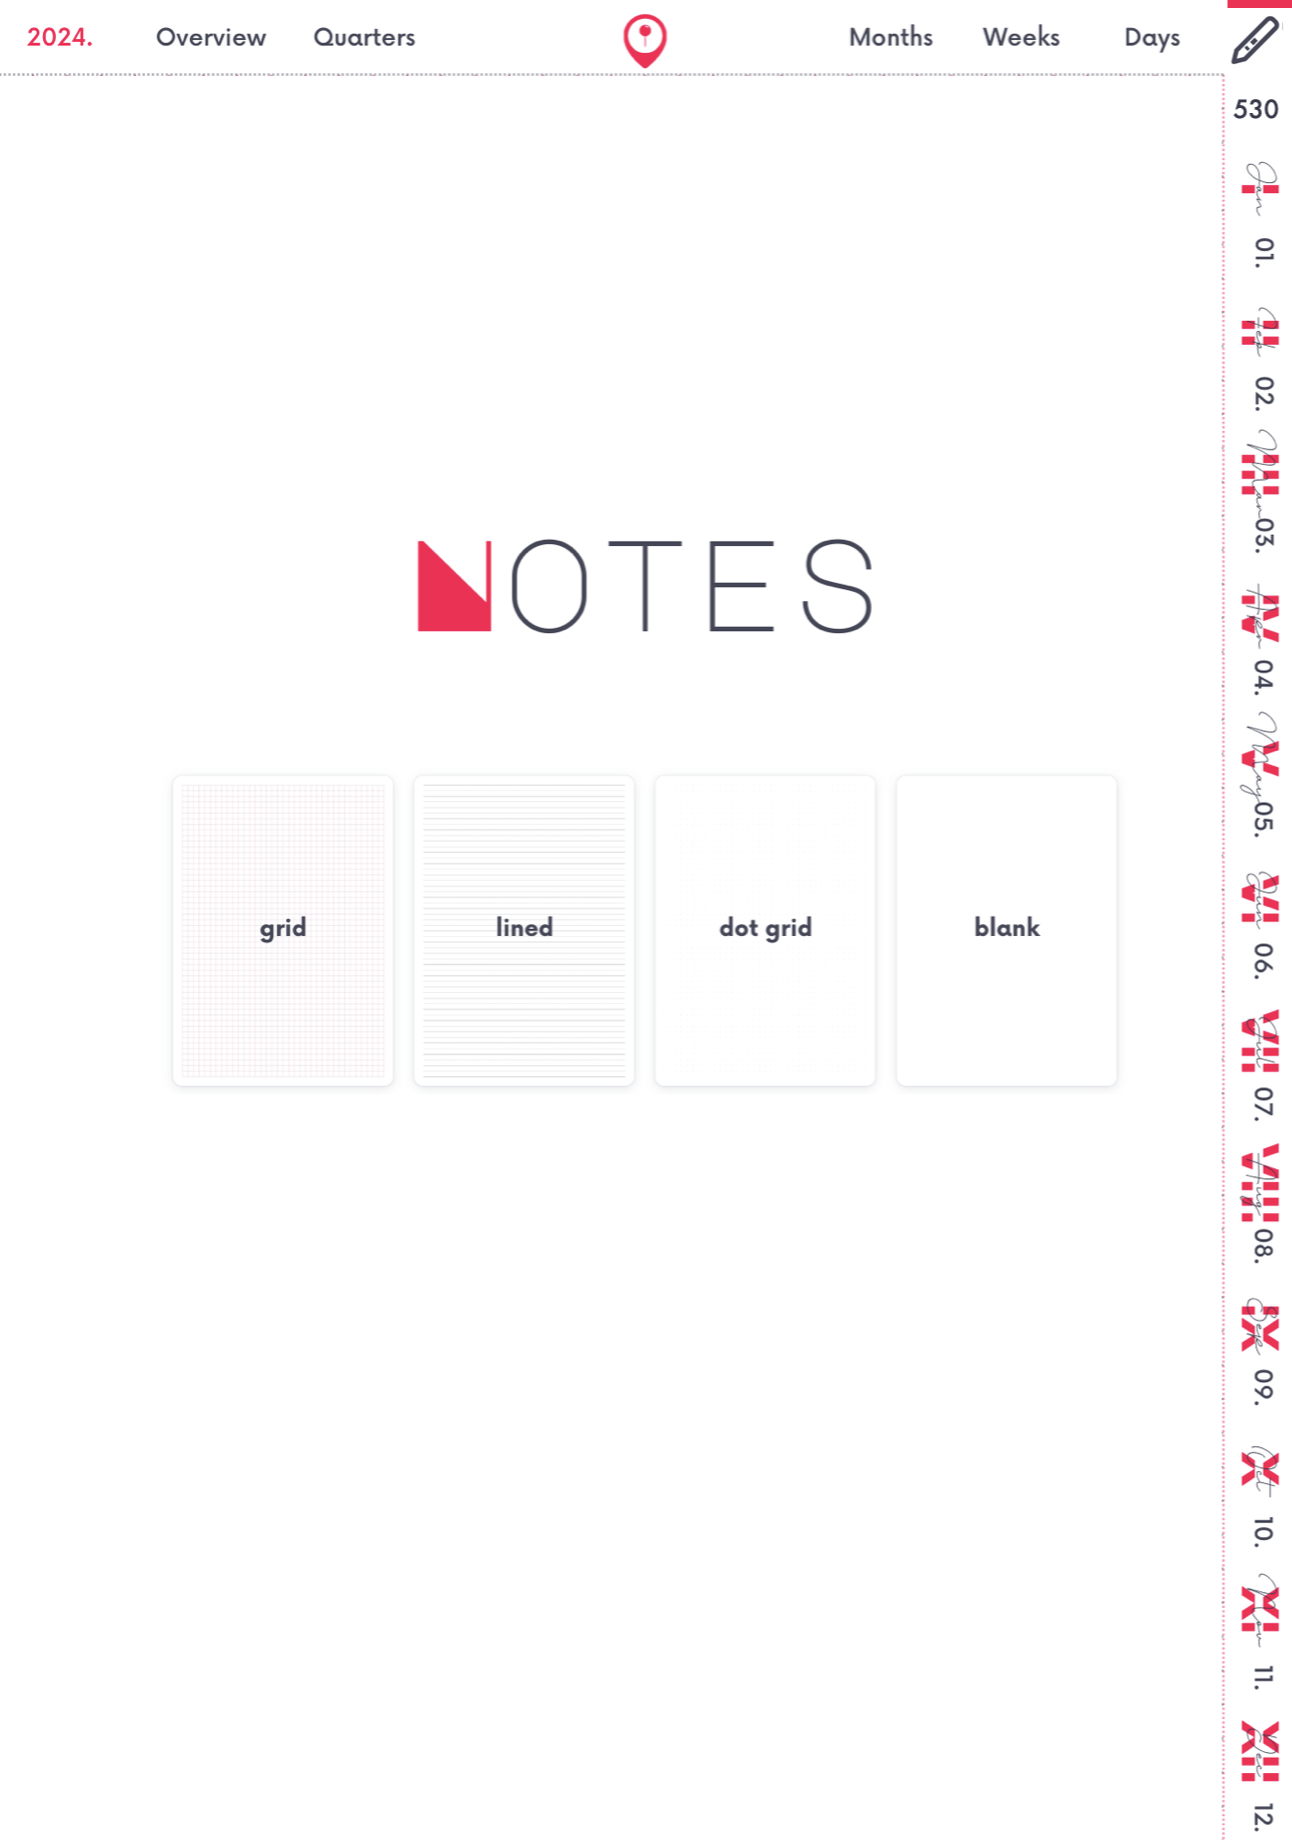 2024. Overview Quarters Months Weeks Days
530
Jan I 01.
Feb II 02.
Mar III 03.
Apr IV 04.
May V 05.
Jun VI 06.
Jul VII 07.
Aug VIII 08.
Sep IX 09.
Oct X 10.
Nov XI 11.
Dec XII 12.
NOTES
grid lined dot grid blank